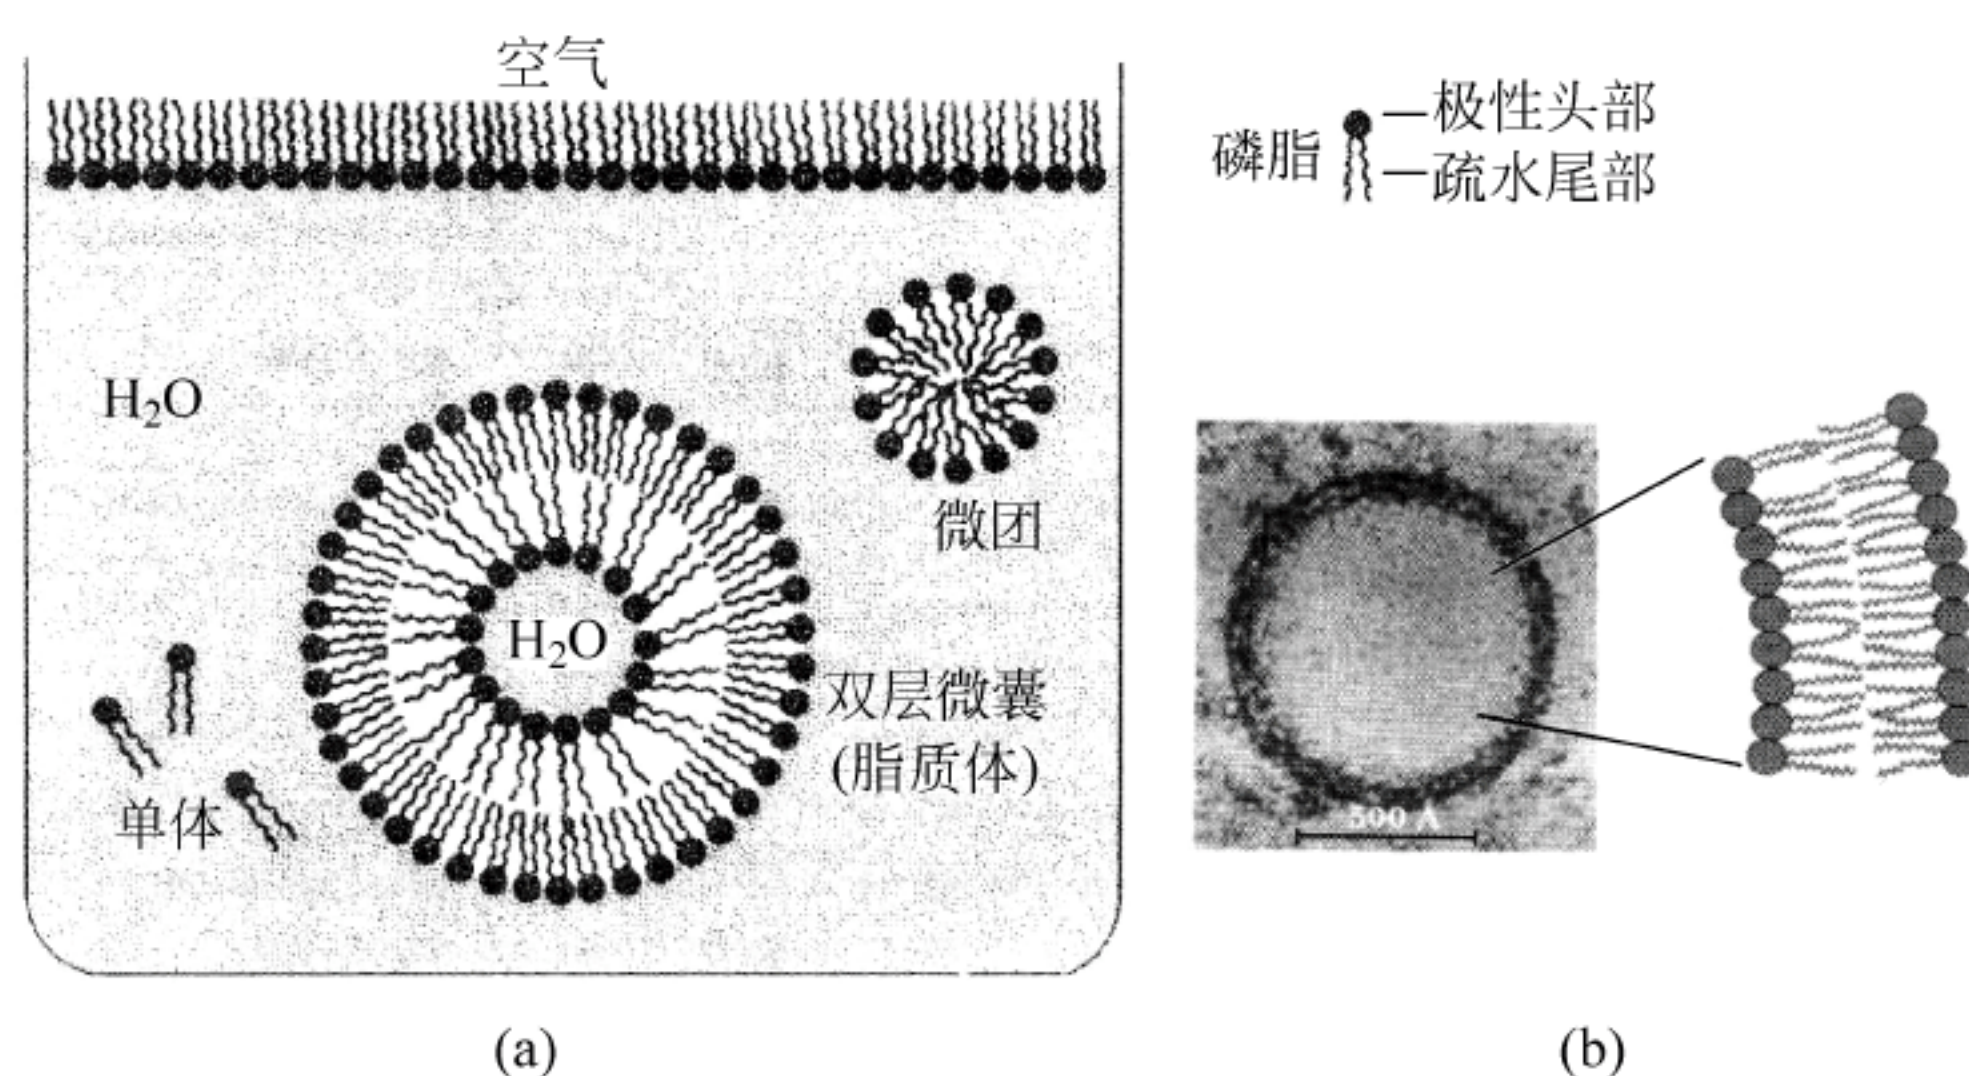 空气
H₂O
H₂O
微团
双层微囊
(脂质体)
单体
(a)
磷脂
极性头部
疏水尾部
500 Å
(b)